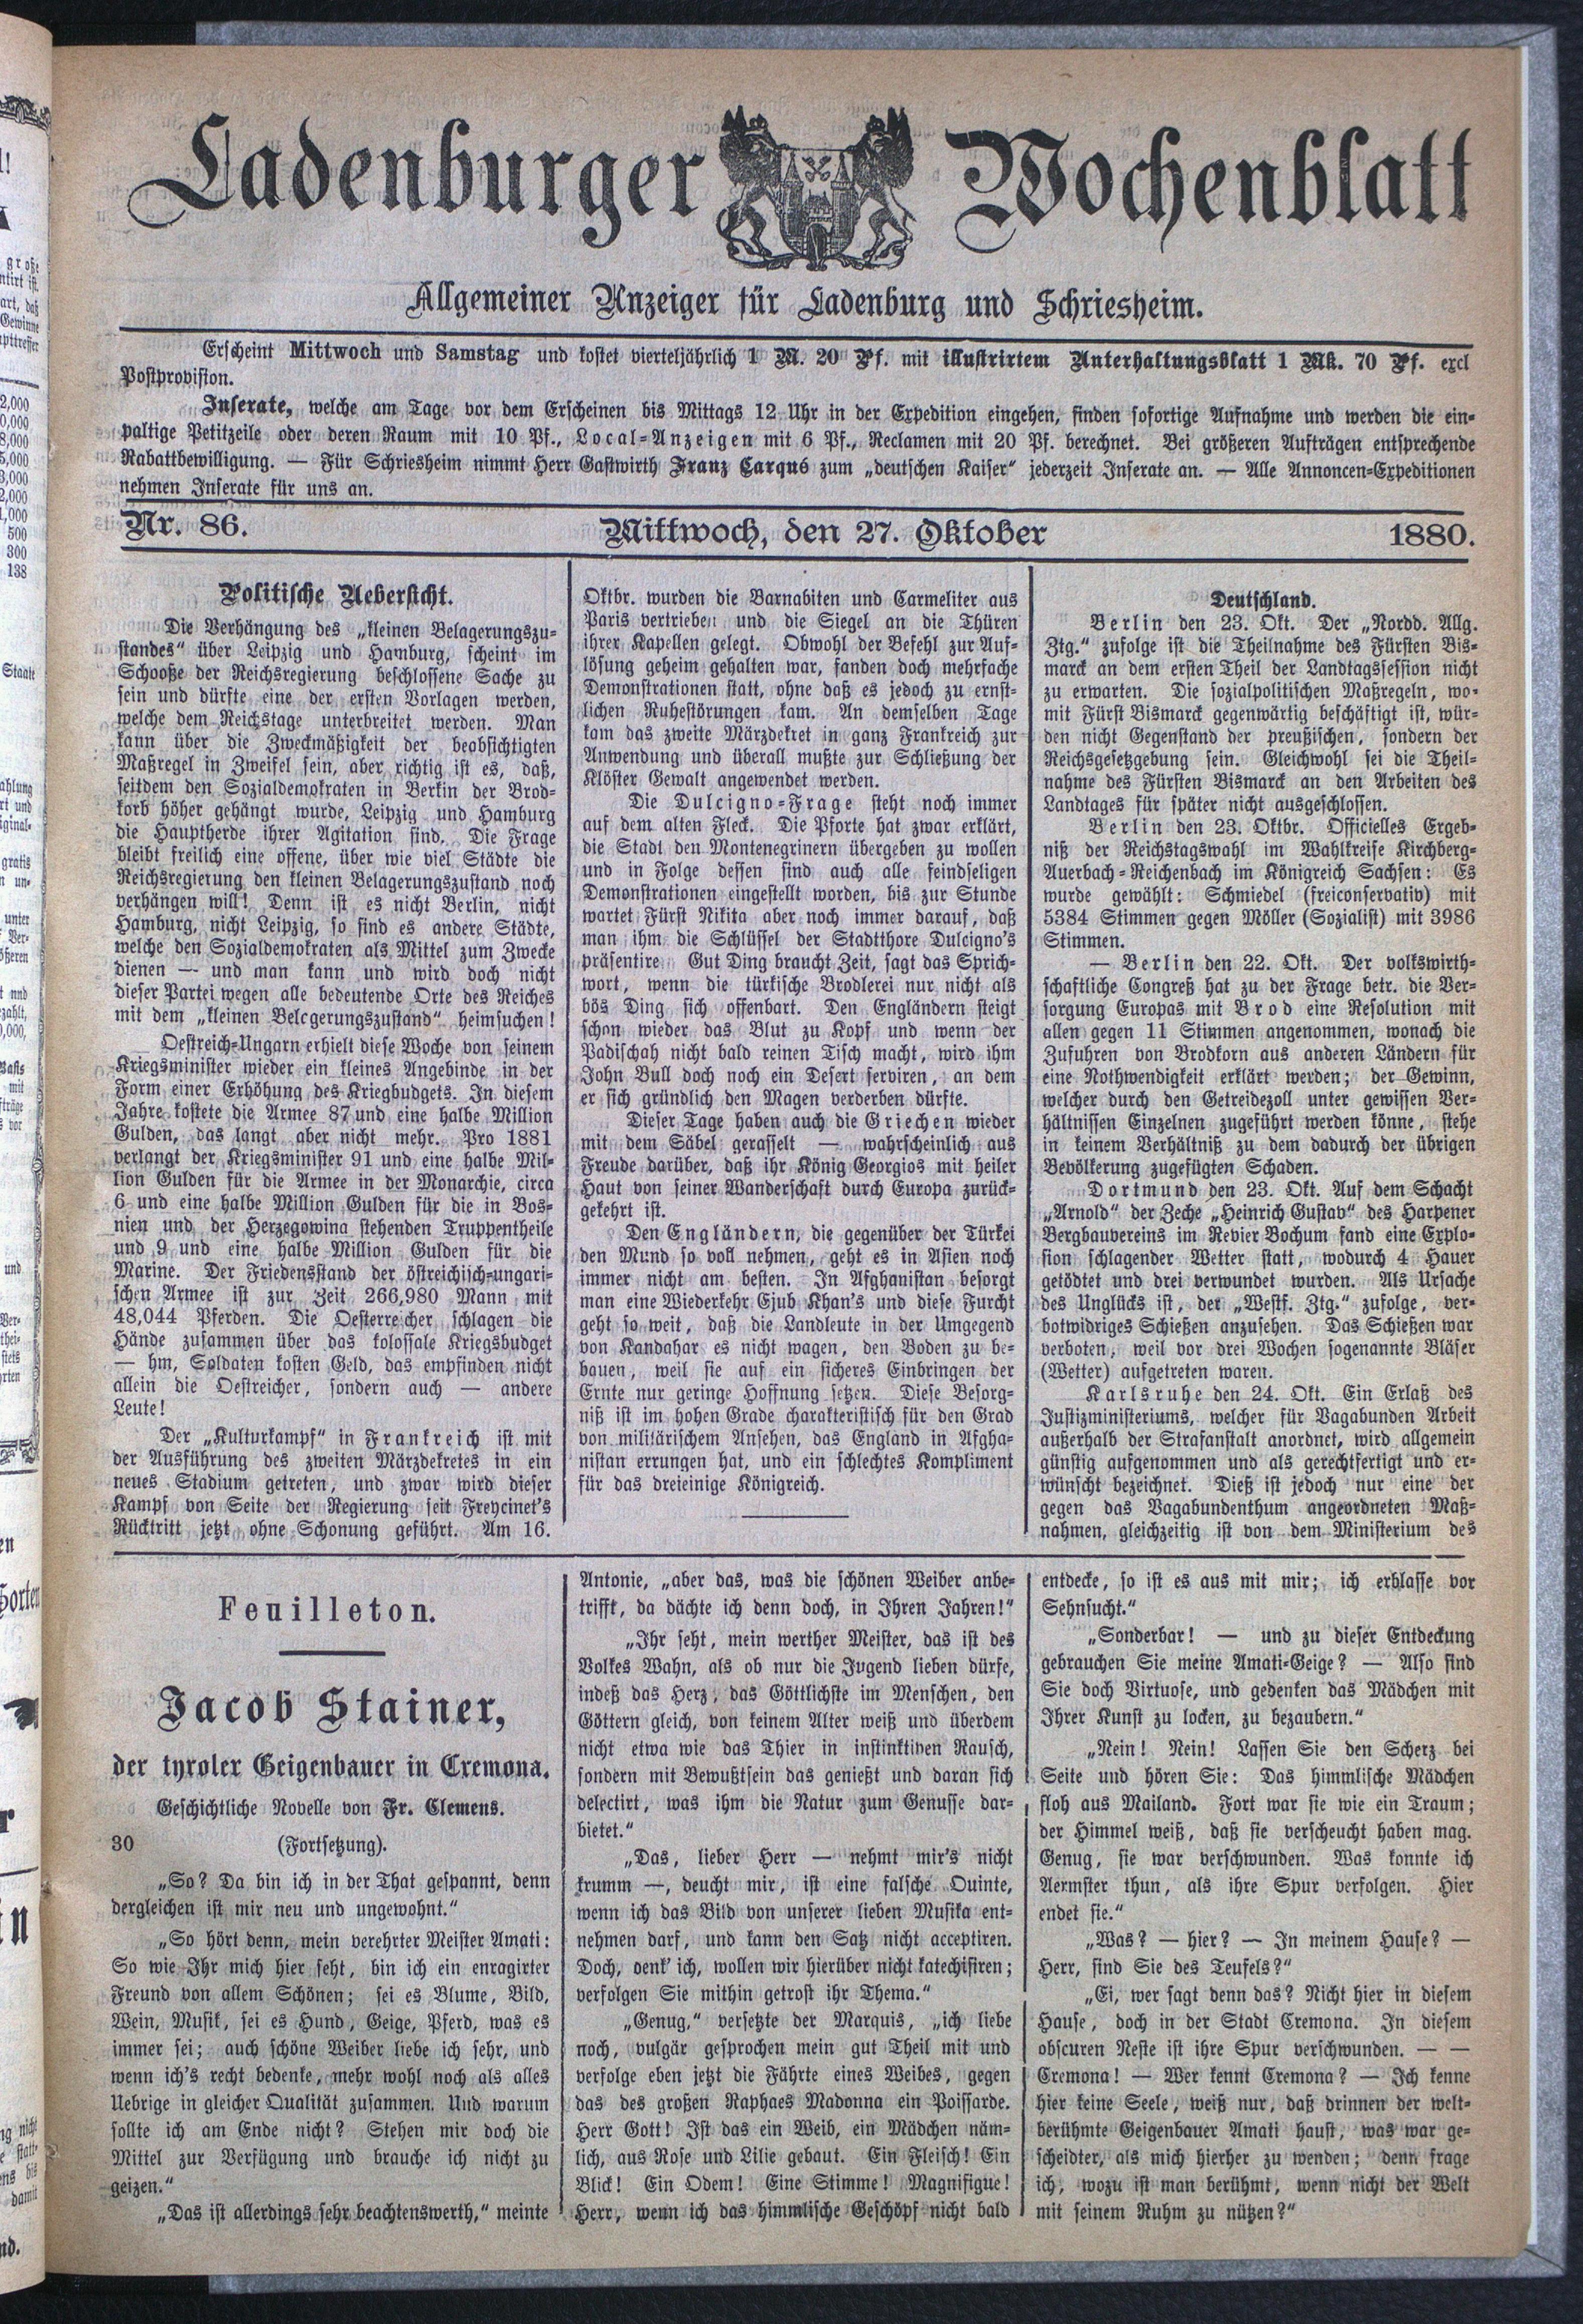 Ladenburger Wochenblatt
Allgemeiner Anzeiger für Ladenburg und Schriesheim.
Erscheint Mittwoch und Samstag und kostet vierteljährlich 1 M. 20 Pf. mit illustrirtem Unterhaltungsblatt 1 Mk. 70 Pf. excl
Postprovision.
Inserate, welche am Tage vor dem Erscheinen bis Mittags 12 Uhr in der Expedition eingehen, finden sofortige Aufnahme und werden die ein-
paltige Petitzeile oder deren Raum mit 10 Pf., Local-Anzeigen mit 6 Pf., Reclamen mit 20 Pf. berechnet. Bei größeren Aufträgen entsprechende
Rabattbewilligung. — Für Schriesheim nimmt Herr Gastwirth Franz Carqué zum „deutschen Kaiser“ jederzeit Inserate an. — Alle Annoncen-Expeditionen
nehmen Inserate für uns an.
Nr. 86. Mittwoch, den 27. Oktober 1880.
Politische Uebersicht.
Die Verhängung des „kleinen Belagerungszu-
standes“ über Leipzig und Hamburg, scheint im
Schooße der Reichsregierung beschlossene Sache zu
sein und dürfte eine der ersten Vorlagen werden,
welche dem Reichstage unterbreitet werden. Man
kann über die Zweckmäßigkeit der beabsichtigten
Maßregel in Zweifel sein, aber richtig ist es, daß,
seitdem den Sozialdemokraten in Berlin der Brod-
korb höher gehängt wurde, Leipzig und Hamburg
die Hauptherde ihrer Agitation sind. Die Frage
bleibt freilich eine offene, über wie viel Städte die
Reichsregierung den kleinen Belagerungszustand noch
verhängen will! Denn ist es nicht Berlin, nicht
Hamburg, nicht Leipzig, so sind es andere Städte,
welche den Sozialdemokraten als Mittel zum Zwecke
dienen — und man kann und wird doch nicht
dieser Partei wegen alle bedeutende Orte des Reiches
mit dem „kleinen Belcgerungszustand“ heimsuchen!
Oestreich-Ungarn erhielt diese Woche von seinem
Kriegsminister wieder ein kleines Angebinde in der
Form einer Erhöhung des Kriegbudgets. In diesem
Jahre kostete die Armee 87 und eine halbe Million
Gulden, das langt aber nicht mehr. Pro 1881
verlangt der Kriegsminister 91 und eine halbe Mil-
lion Gulden für die Armee in der Monarchie, circa
6 und eine halbe Million Gulden für die in Bos-
nien und der Herzegowina stehenden Truppentheile
und 9 und eine halbe Million Gulden für die
Marine. Der Friedensstand der östreichisch-ungari-
schen Armee ist zur Zeit 266,980 Mann mit
48,044 Pferden. Die Oesterreicher schlagen die
Hände zusammen über das kolossale Kriegsbudget
— hm, Soldaten kosten Geld, das empfinden nicht
allein die Oestreicher, sondern auch — andere
Leute!
Der „Kulturkampf“ in Frankreich ist mit
der Ausführung des zweiten Märzdekretes in ein
neues Stadium getreten, und zwar wird dieser
Kampf von Seite der Regierung seit Freycinet's
Rücktritt jetzt ohne Schonung geführt. Am 16.
Oktbr. wurden die Barnabiten und Carmeliter aus
Paris vertrieben und die Siegel an die Thüren
ihrer Kapellen gelegt. Obwohl der Befehl zur Auf-
lösung geheim gehalten war, fanden doch mehrfache
Demonstrationen statt, ohne daß es jedoch zu ernst-
lichen Ruhestörungen kam. An demselben Tage
kam das zweite Märzdekret in ganz Frankreich zur
Anwendung und überall mußte zur Schließung der
Klöster Gewalt angewendet werden.
Die Dulcigno-Frage steht noch immer
auf dem alten Fleck. Die Pforte hat zwar erklärt,
die Stadt den Montenegrinern übergeben zu wollen
und in Folge dessen sind auch alle feindseligen
Demonstrationen eingestellt worden, bis zur Stunde
wartet Fürst Nikita aber noch immer darauf, daß
man ihm die Schlüssel der Stadtthore Dulcigno's
präsentire. Gut Ding braucht Zeit, sagt das Sprich-
wort, wenn die türkische Brodlerei nur nicht als
bös Ding sich offenbart. Den Engländern steigt
schon wieder das Blut zu Kopf und wenn der
Padischah nicht bald reinen Tisch macht, wird ihm
John Bull doch noch ein Desert serviren, an dem
er sich gründlich den Magen verderben dürfte.
Dieser Tage haben auch die Griechen wieder
mit dem Säbel gerasselt — wahrscheinlich aus
Freude darüber, daß ihr König Georgios mit heiler
Haut von seiner Wanderschaft durch Europa zurück-
gekehrt ist.
Den Engländern, die gegenüber der Türkei
den Mund so voll nehmen, geht es in Asien noch
immer nicht am besten. In Afghanistan besorgt
man eine Wiederkehr Ejub Khan's und diese Furcht
geht so weit, daß die Landleute in der Umgegend
von Kandahar es nicht wagen, den Boden zu be-
bauen, weil sie auf ein sicheres Einbringen der
Ernte nur geringe Hoffnung setzen. Diese Besorg-
niß ist im hohen Grade charakteristisch für den Grad
von militärischem Ansehen, das England in Afgha-
nistan errungen hat, und ein schlechtes Kompliment
für das dreieinige Königreich.
Deutschland.
Berlin den 23. Okt. Der „Nordd. Allg.
Ztg.“ zufolge ist die Theilnahme des Fürsten Bis-
marck an dem ersten Theil der Landtagssession nicht
zu erwarten. Die sozialpolitischen Maßregeln, wo-
mit Fürst Bismarck gegenwärtig beschäftigt ist, wür-
den nicht Gegenstand der preußischen, sondern der
Reichsgesetzgebung sein. Gleichwohl sei die Theil-
nahme des Fürsten Bismarck an den Arbeiten des
Landtages für später nicht ausgeschlossen.
Berlin den 23. Oktbr. Officielles Ergeb-
niß der Reichstagswahl im Wahlkreise Kirchberg-
Auerbach-Reichenbach im Königreich Sachsen: Es
wurde gewählt: Schmiedel (freiconservativ) mit
5384 Stimmen gegen Möller (Sozialist) mit 3986
Stimmen.
— Berlin den 22. Okt. Der volkswirth-
schaftliche Congreß hat zu der Frage betr. die Ver-
sorgung Europas mit Brod eine Resolution mit
allen gegen 11 Stimmen angenommen, wonach die
Zufuhren von Brodkorn aus anderen Ländern für
eine Nothwendigkeit erklärt werden; der Gewinn,
welcher durch den Getreidezoll unter gewissen Ver-
hältnissen Einzelnen zugeführt werden könne, stehe
in keinem Verhältniß zu dem dadurch der übrigen
Bevölkerung zugefügten Schaden.
Dortmund den 23. Okt. Auf dem Schacht
„Arnold“ der Zeche „Heinrich Gustav“ des Harpener
Bergbauvereins im Revier Bochum fand eine Explo-
sion schlagender Wetter statt, wodurch 4 Hauer
getödtet und drei verwundet wurden. Als Ursache
des Unglücks ist, der „Westf. Ztg.“ zufolge, ver-
botwidriges Schießen anzusehen. Das Schießen war
verboten, weil vor drei Wochen sogenannte Bläser
(Wetter) aufgetreten waren.
Karlsruhe den 24. Okt. Ein Erlaß des
Justizministeriums, welcher für Vagabunden Arbeit
außerhalb der Strafanstalt anordnet, wird allgemein
günstig aufgenommen und als gerechtfertigt und er-
wünscht bezeichnet. Dieß ist jedoch nur eine der
gegen das Vagabundenthum angeordneten Maß-
nahmen, gleichzeitig ist von dem Ministerium des
Feuilleton.
Jacob Stainer,
der tyroler Geigenbauer in Cremona.
Geschichtliche Novelle von Fr. Clemens.
30 (Fortsetzung).
„So? Da bin ich in der That gespannt, denn
dergleichen ist mir neu und ungewohnt.“
„So hört denn, mein verehrter Meister Amati:
So wie Ihr mich hier seht, bin ich ein enragirter
Freund von allem Schönen; sei es Blume, Bild,
Wein, Musik, sei es Hund, Geige, Pferd, was es
immer sei; auch schöne Weiber liebe ich sehr, und
wenn ich's recht bedenke, mehr wohl noch als alles
Uebrige in gleicher Qualität zusammen. Und warum
sollte ich am Ende nicht? Stehen mir doch die
Mittel zur Verfügung und brauche ich nicht zu
geizen.“
„Das ist allerdings sehr beachtenswerth,“ meinte
Antonie, „aber das, was die schönen Weiber anbe-
trifft, da dächte ich denn doch, in Ihren Jahren!“
„Ihr seht, mein werther Meister, das ist des
Volkes Wahn, als ob nur die Jugend lieben dürfe,
indeß das Herz, das Göttlichste im Menschen, den
Göttern gleich, von keinem Alter weiß und überdem
nicht etwa wie das Thier in instinktiven Rausch,
sondern mit Bewußtsein das genießt und daran sich
delectirt, was ihm die Natur zum Genusse dar-
bietet.“
„Das, lieber Herr — nehmt mir's nicht
krumm —, deucht mir, ist eine falsche Quinte,
wenn ich das Bild von unserer lieben Musika ent-
nehmen darf, und kann den Satz nicht acceptiren.
Doch, denk' ich, wollen wir hierüber nicht katechisiren;
verfolgen Sie mithin getrost ihr Thema.“
„Genug,“ versetzte der Marquis, „ich liebe
noch, vulgär gesprochen mein gut Theil mit und
verfolge eben jetzt die Fährte eines Weibes, gegen
das des großen Raphaes Madonna ein Poissarde.
Herr Gott! Ist das ein Weib, ein Mädchen näm-
lich, aus Rose und Lilie gebaut. Ein Fleisch! Ein
Blick! Ein Odem! Eine Stimme! Magnifique!
Herr, wenn ich das himmlische Geschöpf nicht bald
entdecke, so ist es aus mit mir; ich erblasse vor
Sehnsucht.“
„Sonderbar! — und zu dieser Entdeckung
gebrauchen Sie meine Amati-Geige? — Also sind
Sie doch Virtuose, und gedenken das Mädchen mit
Ihrer Kunst zu locken, zu bezaubern.“
„Nein! Nein! Lassen Sie den Scherz bei
Seite und hören Sie: Das himmlische Mädchen
floh aus Mailand. Fort war sie wie ein Traum;
der Himmel weiß, daß sie verscheucht haben mag.
Genug, sie war verschwunden. Was konnte ich
Aermster thun, als ihre Spur verfolgen. Hier
endet sie.“
„Was? — hier? — In meinem Hause? —
Herr, sind Sie des Teufels?“
„Ei, wer sagt denn das? Nicht hier in diesem
Hause, doch in der Stadt Cremona. In diesem
obscuren Neste ist ihre Spur verschwunden. — —
Cremona! — Wer kennt Cremona? — Ich kenne
hier keine Seele, weiß nur, daß drinnen der welt-
berühmte Geigenbauer Amati haust, was war ge-
scheidter, als mich hierher zu wenden; denn frage
ich, wozu ist man berühmt, wenn nicht der Welt
mit seinem Ruhm zu nützen?“